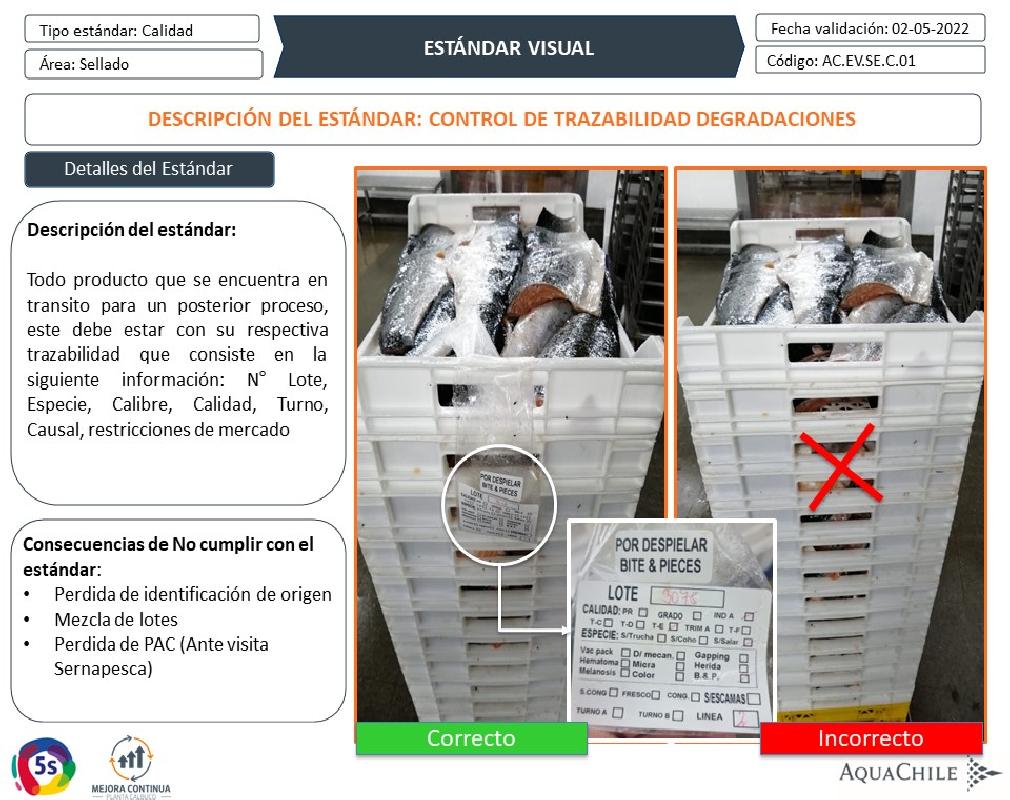 Tipo estándar: Calidad
Área: Sellado
ESTÁNDAR VISUAL
Fecha validación: 02-05-2022
Código: AC.EV.SE.C.01
DESCRIPCIÓN DEL ESTÁNDAR: CONTROL DE TRAZABILIDAD DEGRADACIONES
Detalles del Estándar
Descripción del estándar:
Todo producto que se encuentra en
transito para un posterior proceso,
este debe estar con su respectiva
trazabilidad que consiste en la
siguiente información: N° Lote,
Especie, Calibre, Calidad, Turno,
Causal, restricciones de mercado
Consecuencias de No cumplir con el
estándar:
• Perdida de identificación de origen
• Mezcla de lotes
• Perdida de PAC (Ante visita
Sernapesca)
POR DESPIELAR
BITE & PIECES
LOTE
POR DESPIELAR
BITE & PIECES
LOTE 3075
CALIDAD: PR GRADO IND A
T-C T-D T-E TRIM A T-F
ESPECIE: S/Trucha S/Coho S/Salar
Vac pack D/ mecan. Gapping
Hematoma Micra Herida
Melanosis Color B.S.P.
S.CONG FRESCO CONG. S/ESCAMAS
TURNO A TURNO B LINEA
Correcto
Incorrecto
5s
MEJORA CONTINUA
PLANTA CALBUCO
AQUACHILE